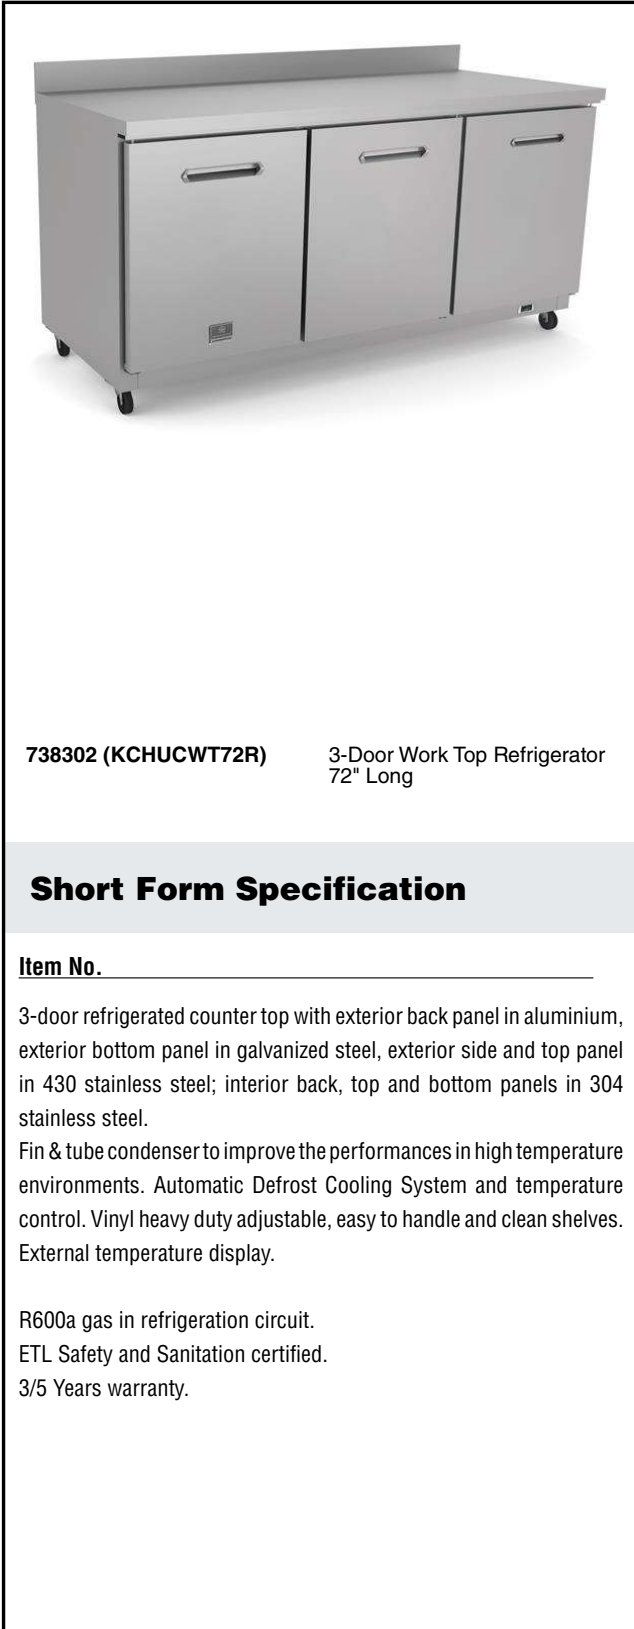 738302 (KCHUCWT72R)
3-Door Work Top Refrigerator
72" Long
Short Form Specification
Item No.
3-door refrigerated counter top with exterior back panel in aluminium,
exterior bottom panel in galvanized steel, exterior side and top panel
in 430 stainless steel; interior back, top and bottom panels in 304
stainless steel.
Fin & tube condenser to improve the performances in high temperature
environments. Automatic Defrost Cooling System and temperature
control. Vinyl heavy duty adjustable, easy to handle and clean shelves.
External temperature display.
R600a gas in refrigeration circuit.
ETL Safety and Sanitation certified.
3/5 Years warranty.